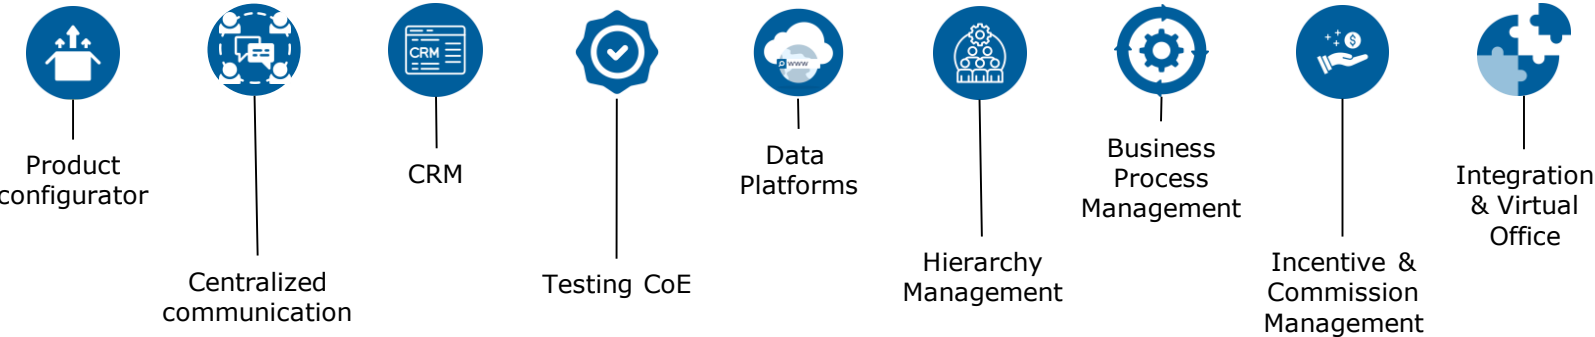 CRM
www
$
Product
configurator
Centralized
communication
CRM
Testing CoE
Data
Platforms
Hierarchy
Management
Business
Process
Management
Incentive &
Commission
Management
Integration
& Virtual
Office